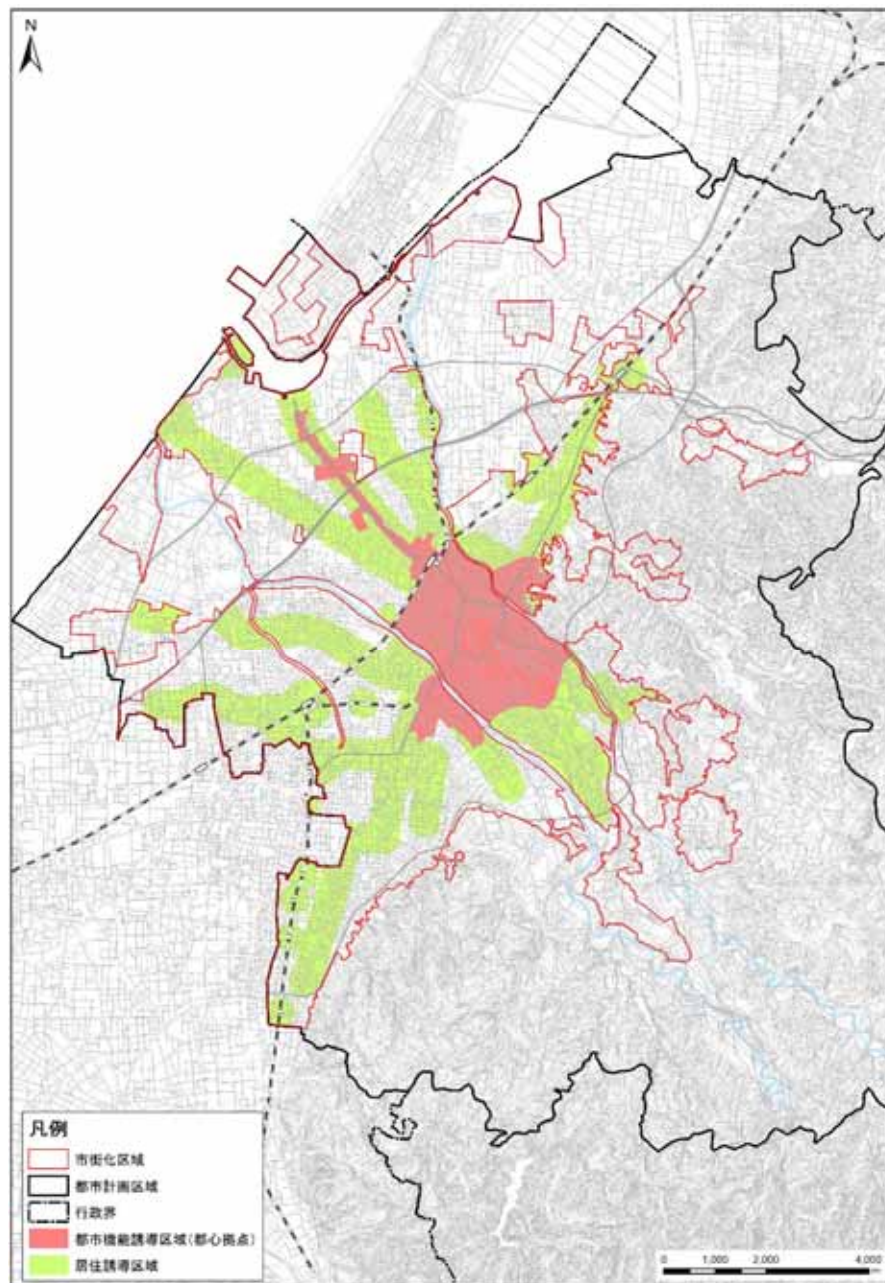 N
凡例
市街化区域
都市計画区域
行政界
都市機能誘導区域(都心拠点)
居住誘導区域
0 1,000 2,000 4,000